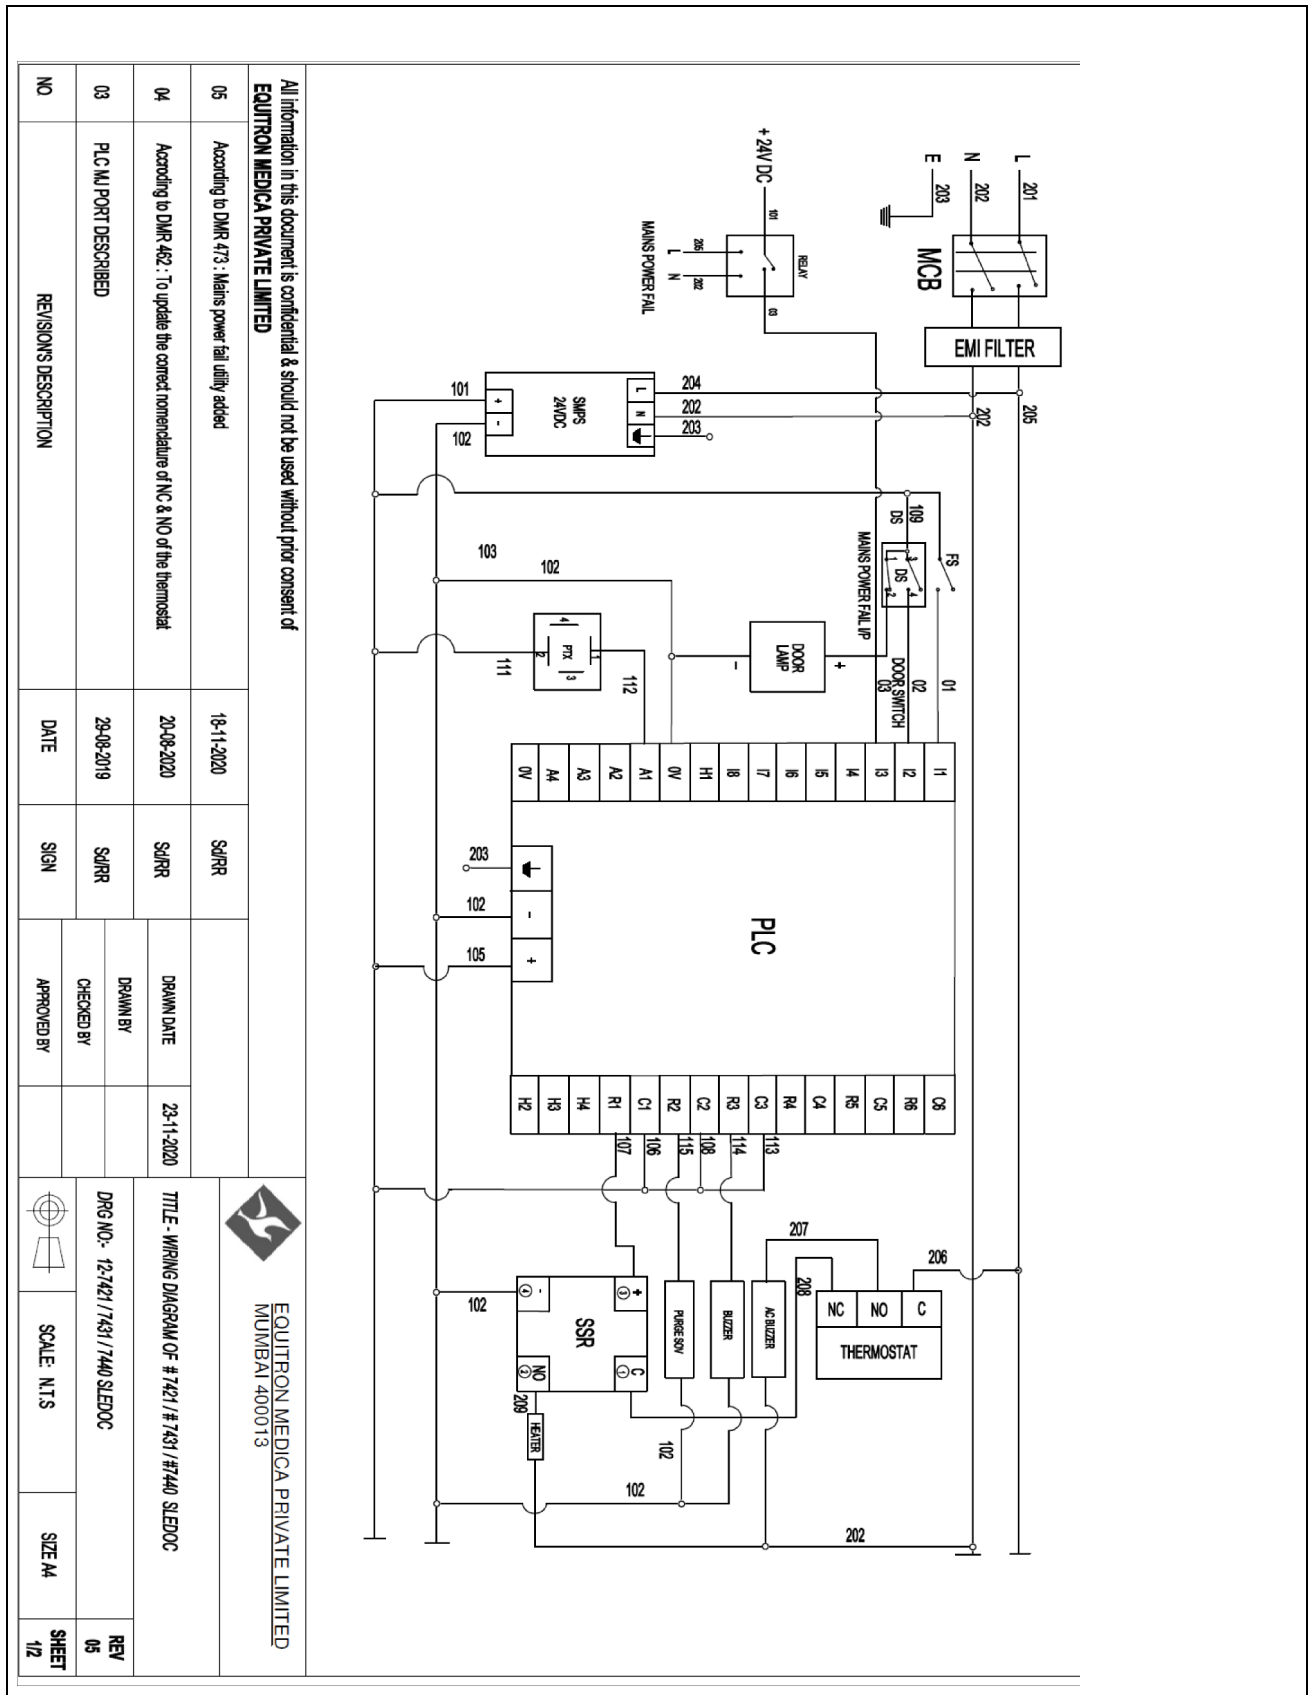 L 201
N 202
E 203
MCB
EMI FILTER
205
202
+ 24V DC
101
RELAY
03
205
202
L
N
MAINS POWER FAIL
204
202
203
L
N
SMPS
24VDC
+
-
101
102
FS
109
DS
DS
1
3
2
4
MAINS POWER FAIL I/P
DOOR
LAMP
+
-
01
02
DOOR SWITCH
03
103
102
PTX
4
1
2
3
111
112
I1
I2
I3
I4
I5
I6
I7
I8
H1
0V
A1
A2
A3
A4
0V
PLC
203
102
105
-
+
C6
R6
C5
R5
C4
R4
C3
R3
C2
R2
C1
R1
H4
H3
H2
113
114
108
115
106
107
206
207
208
C
NO
NC
THERMOSTAT
AC BUZZER
BUZZER
PURGE SOV
SSR
+
3
-
4
C
1
NO
2
102
209
HEATER
102
102
202
All information in this document is confidential & should not be used without prior consent of
EQUITRON MEDICA PRIVATE LIMITED
05 According to DMR 473 : Mains power fail utility added 18-11-2020 Sd/RR
04 Accroding to DMR 462 : To update the correct nomenclature of NC & NO of the thermostat 20-08-2020 Sd/RR
03 PLC MJ PORT DESCRIBED 29-08-2019 Sd/RR
NO. REVISION'S DESCRIPTION DATE SIGN
DRAWN DATE 23-11-2020
DRAWN BY
CHECKED BY
APPROVED BY
EQUITRON MEDICA PRIVATE LIMITED
MUMBAI 400013
TITLE - WIRING DIAGRAM OF # 7421 / # 7431 / #7440 SLEDOC
DRG NO:- 12-7421 / 7431 / 7440 SLEDOC
REV
05
SCALE: N.T.S
SIZE A4
SHEET
1/2